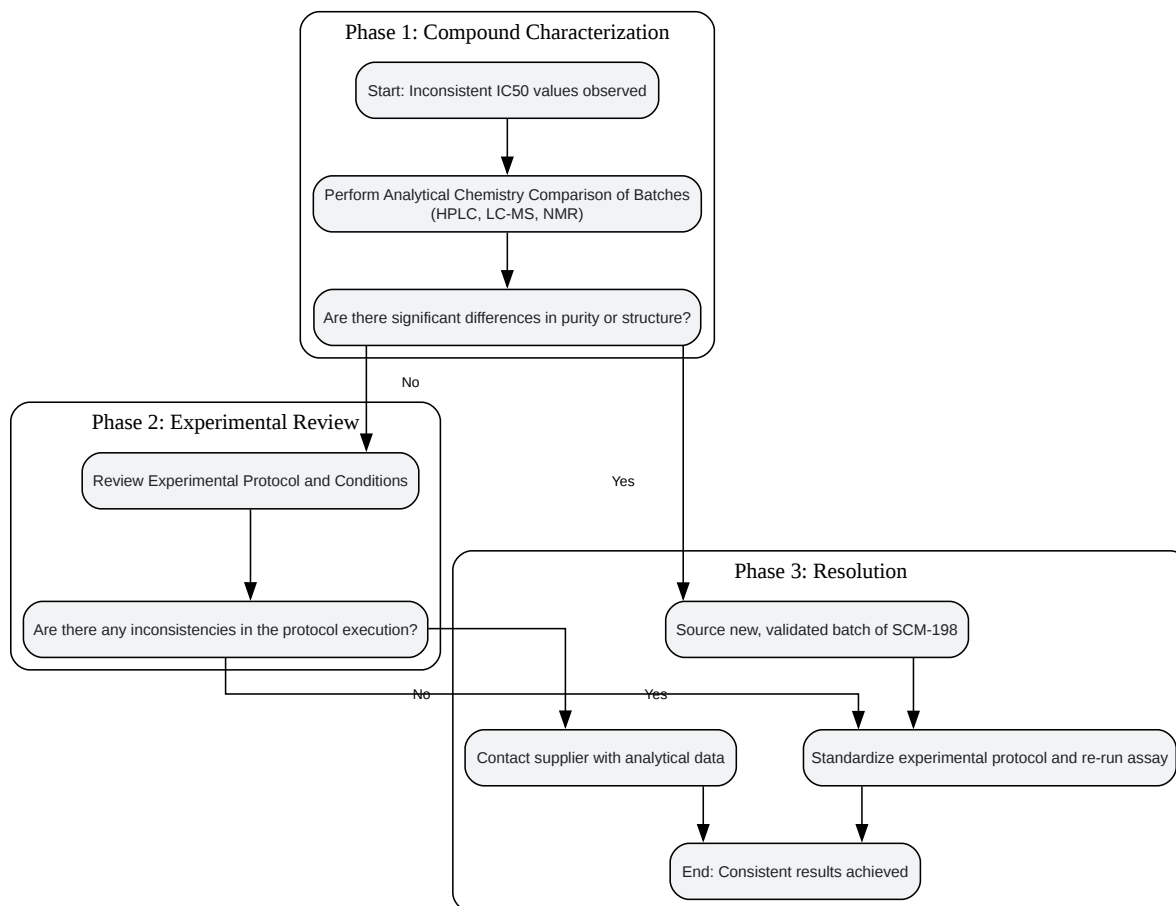 Phase 1: Compound Characterization
Start: Inconsistent IC50 values observed
Perform Analytical Chemistry Comparison of Batches
(HPLC, LC-MS, NMR)
Are there significant differences in purity or structure?
No
Phase 2: Experimental Review
Review Experimental Protocol and Conditions
Yes
Phase 3: Resolution
Are there any inconsistencies in the protocol execution?
Source new, validated batch of SCM-198
No
Yes
Contact supplier with analytical data
Standardize experimental protocol and re-run assay
End: Consistent results achieved